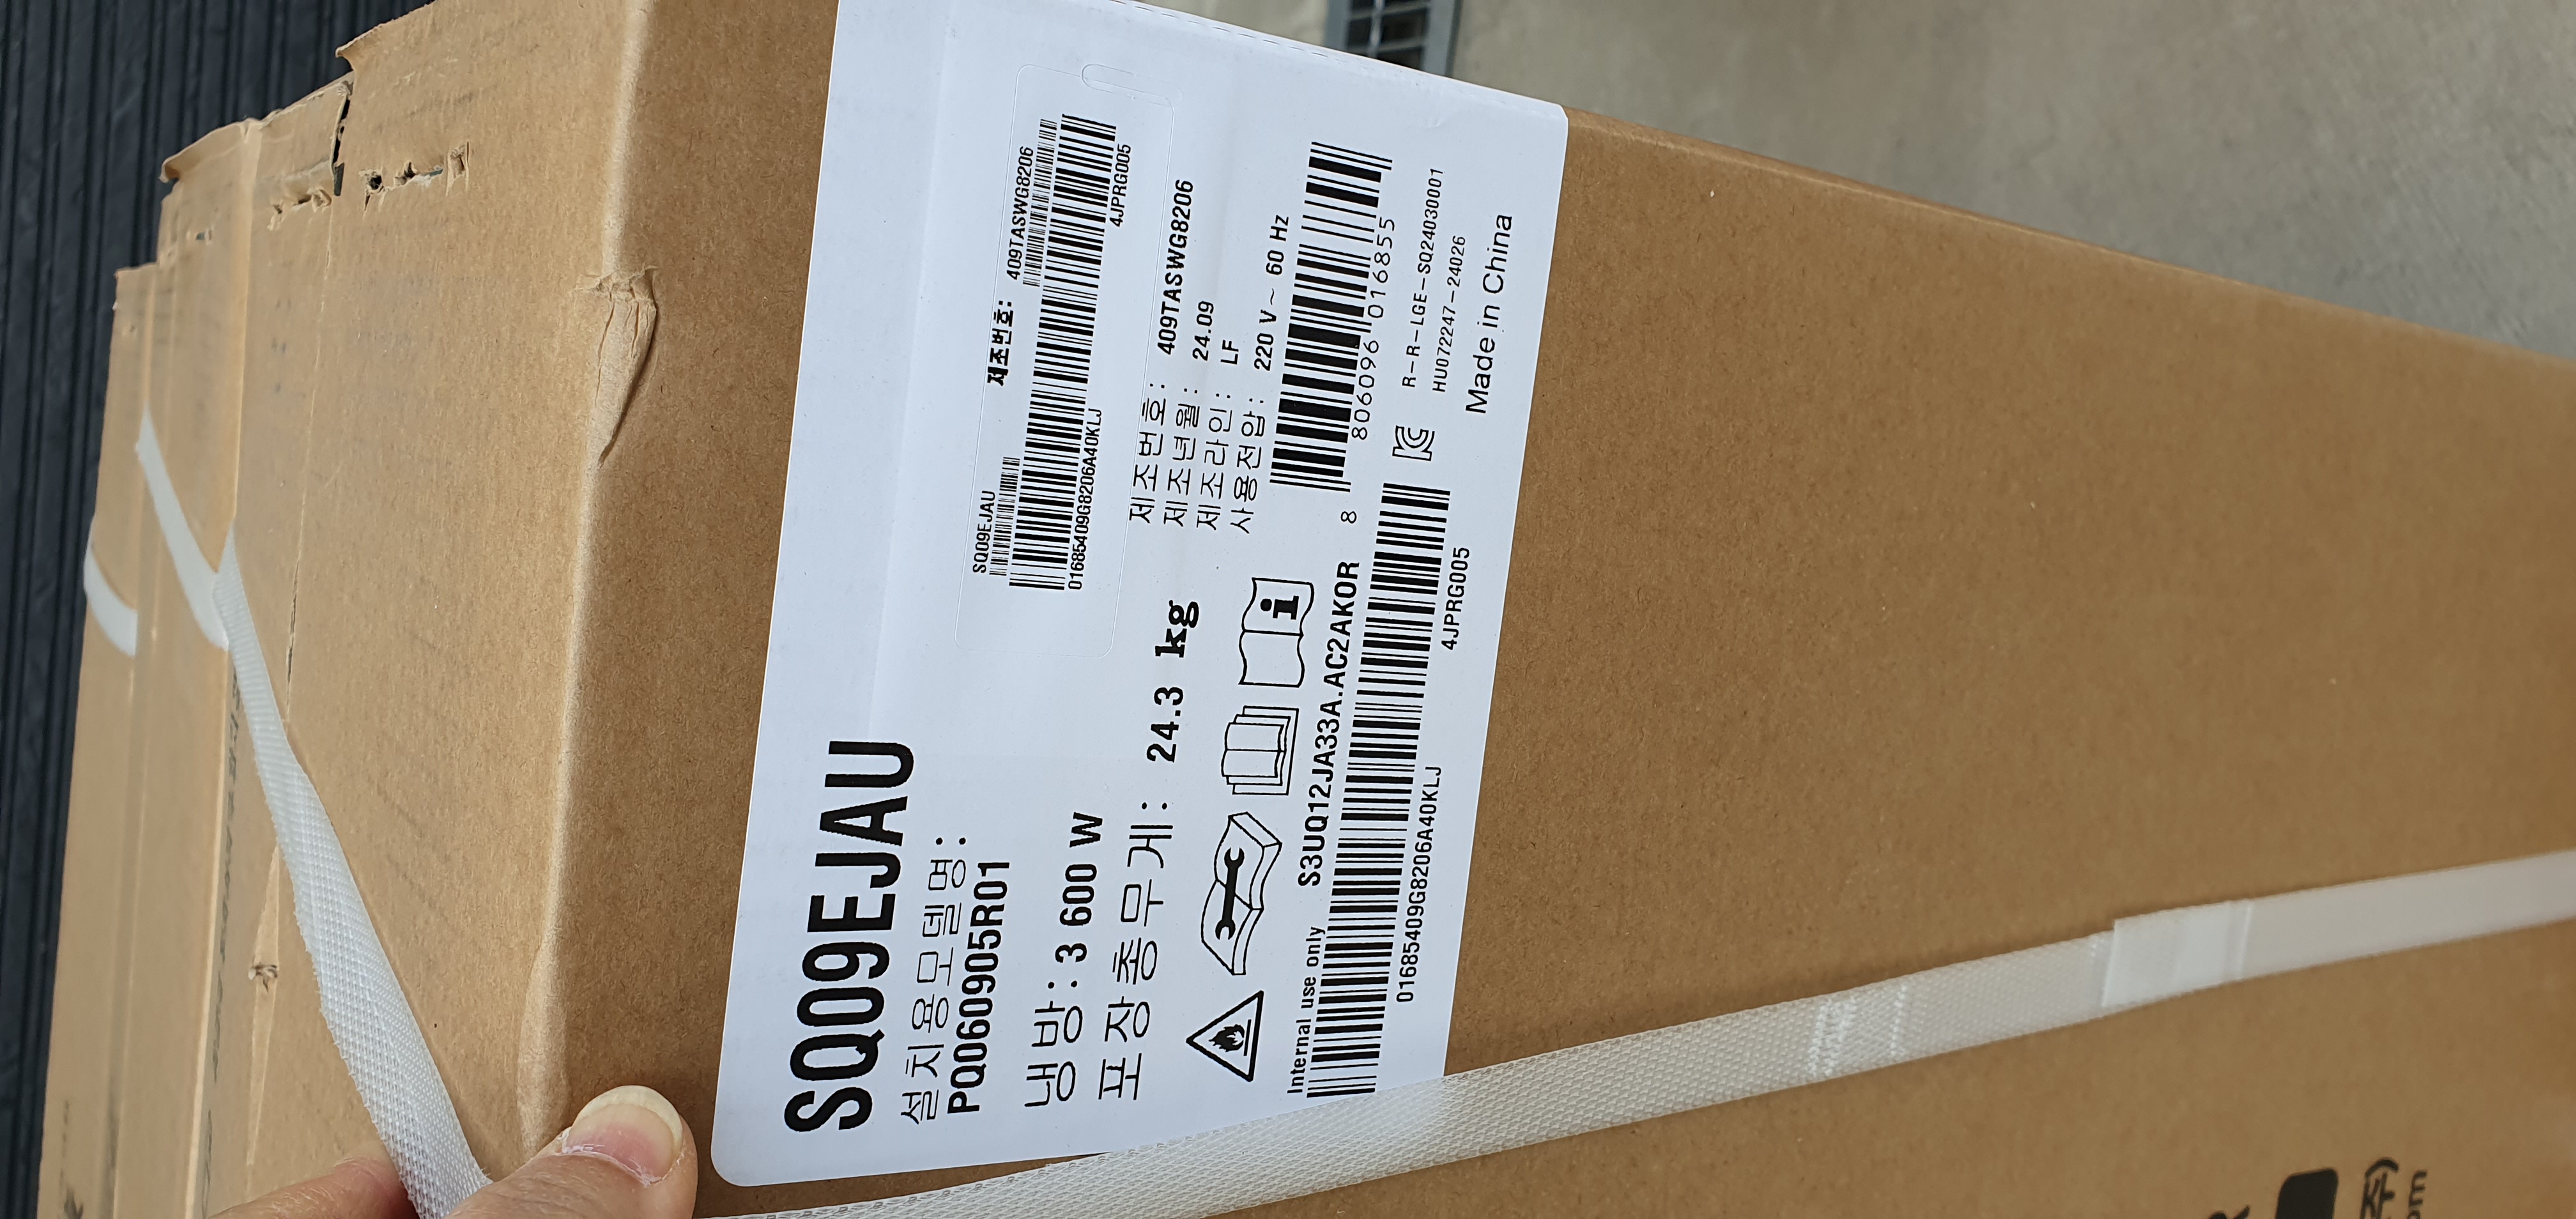 SQ09EJAU
설치용모델명:
PQ060905R01
냉방: 3 600 W
포장총무게: 24.3 kg
SQ09EJAU
제조번호: 409TASWG8206
01685409G8206A40KLJ
4JPRG005
제조번호: 409TASWG8206
제조년월: 24.09
제조라인: LF
사용전압: 220 V~ 60 Hz
8 806096 016855
Internal use only S3UQ12JA33A.AC2AKOR
01685409G8206A40KLJ
4JPRG005
R-R-LGE-SQ24030001
HU072247-24026
Made in China